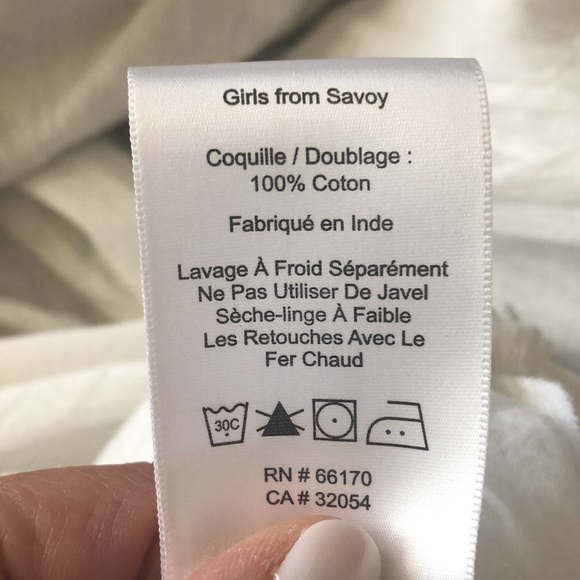 Girls from Savoy
Coquille / Doublage :
100% Coton
Fabriqué en Inde
Lavage À Froid Séparément
Ne Pas Utiliser De Javel
Sèche-linge À Faible
Les Retouches Avec Le
Fer Chaud
30C
RN # 66170
CA # 32054